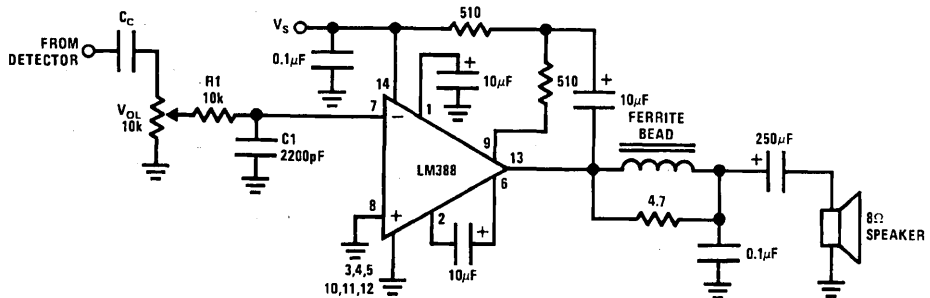 FROM
DETECTOR
C_C
V_OL
10k
R1
10k
C1
2200pF
V_S
0.1µF
510
510
10µF
10µF
14
7
1
9
13
6
2
8
−
+
LM388
3,4,5
10,11,12
10µF
+
+
+
+
FERRITE
BEAD
4.7
0.1µF
250µF
8Ω
SPEAKER